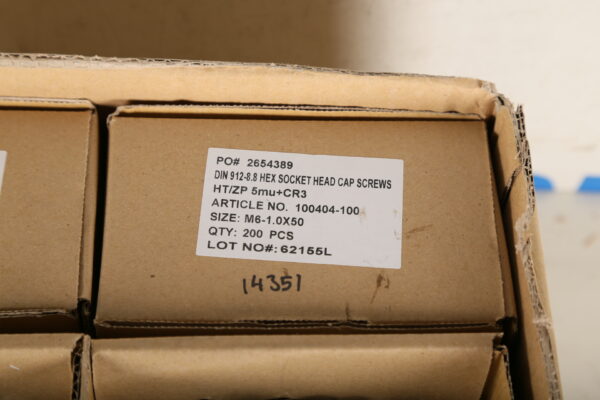 PO# 2654389
DIN 912-8.8 HEX SOCKET HEAD CAP SCREWS
HT/ZP 5mu+CR3
ARTICLE NO. 100404-100
SIZE: M6-1.0X50
QTY: 200 PCS
LOT NO#: 62155L
14351